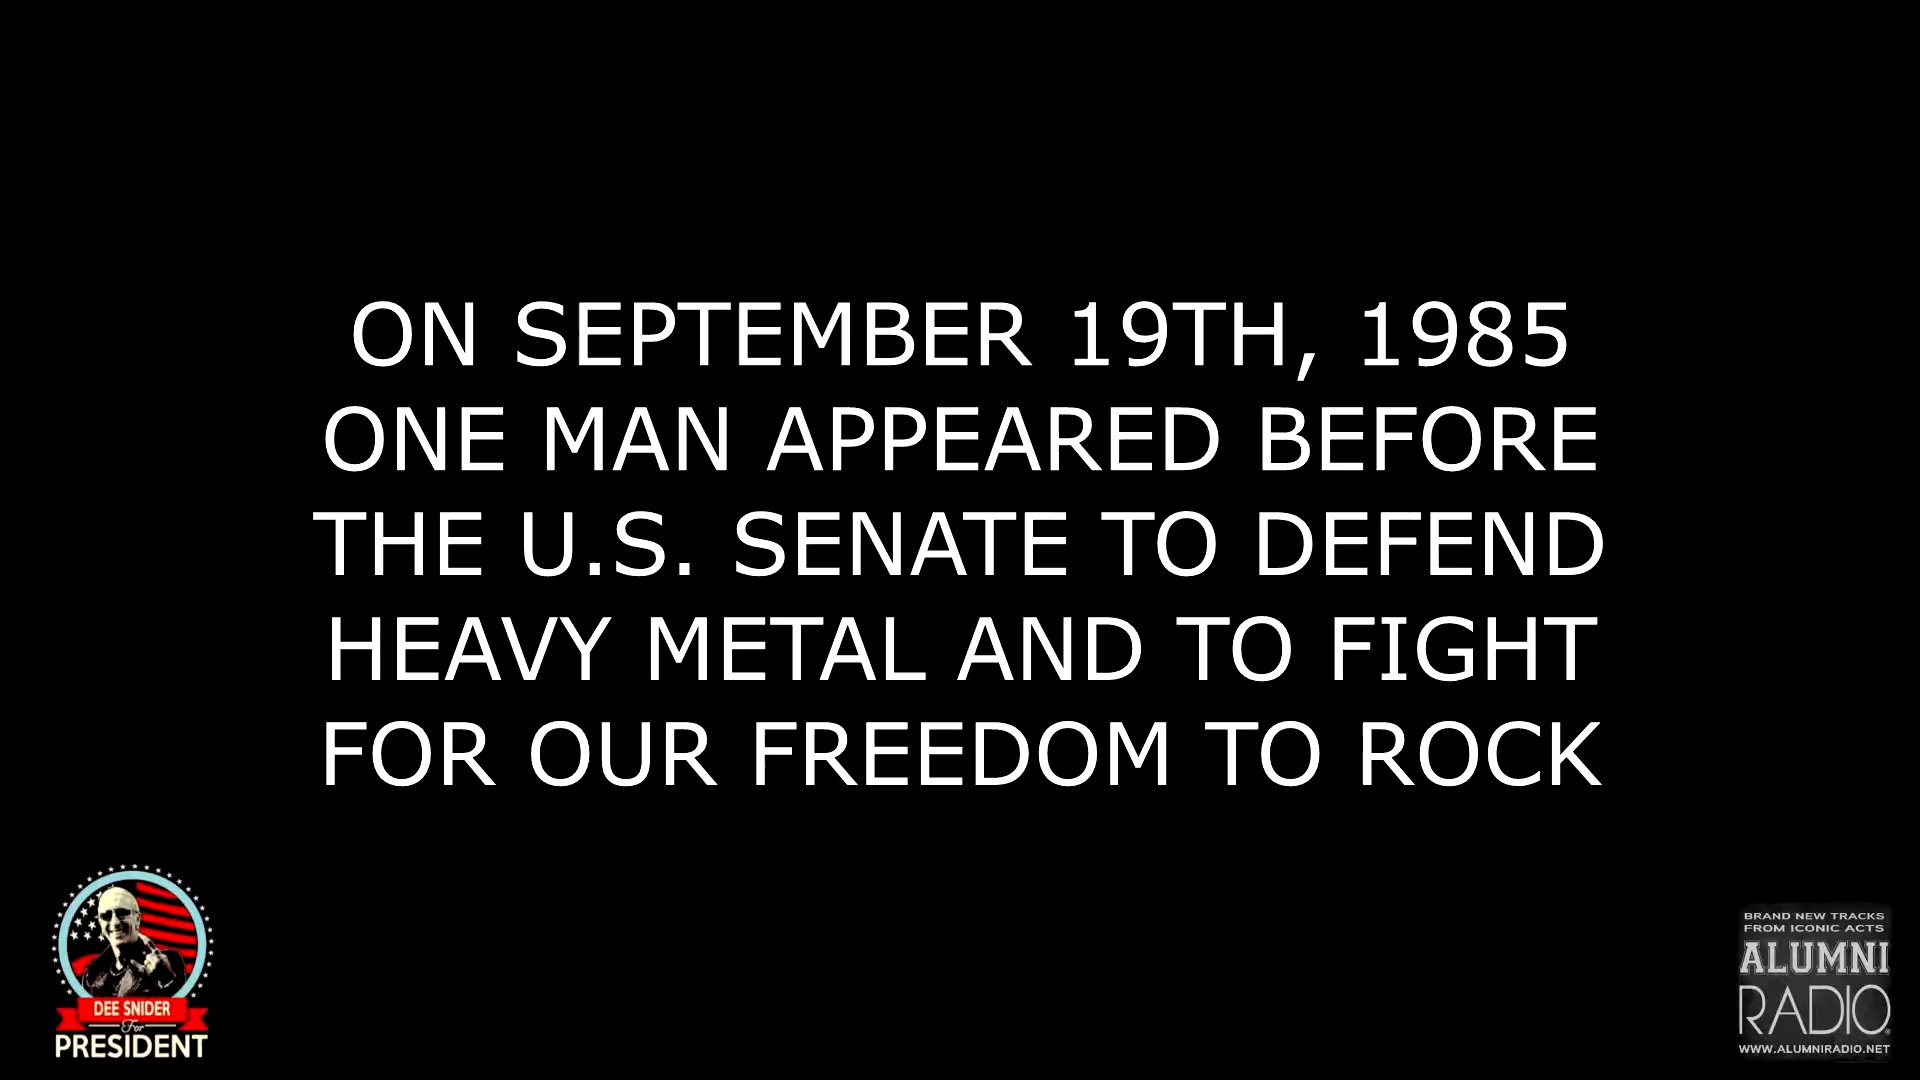 ON SEPTEMBER 19TH, 1985
ONE MAN APPEARED BEFORE
THE U.S. SENATE TO DEFEND
HEAVY METAL AND TO FIGHT
FOR OUR FREEDOM TO ROCK
DEE SNIDER
For
PRESIDENT
BRAND NEW TRACKS
FROM ICONIC ACTS
ALUMNI
RADIO®
WWW.ALUMNIRADIO.NET